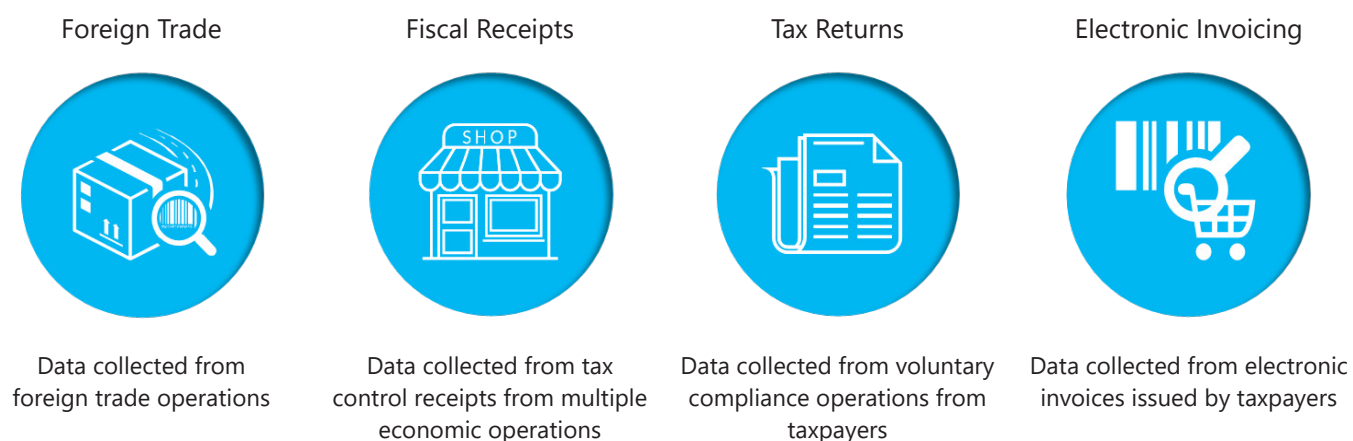 Foreign Trade
Fiscal Receipts
Tax Returns
Electronic Invoicing
SHOP
Data collected from
foreign trade operations
Data collected from tax
control receipts from multiple
economic operations
Data collected from voluntary
compliance operations from
taxpayers
Data collected from electronic
invoices issued by taxpayers